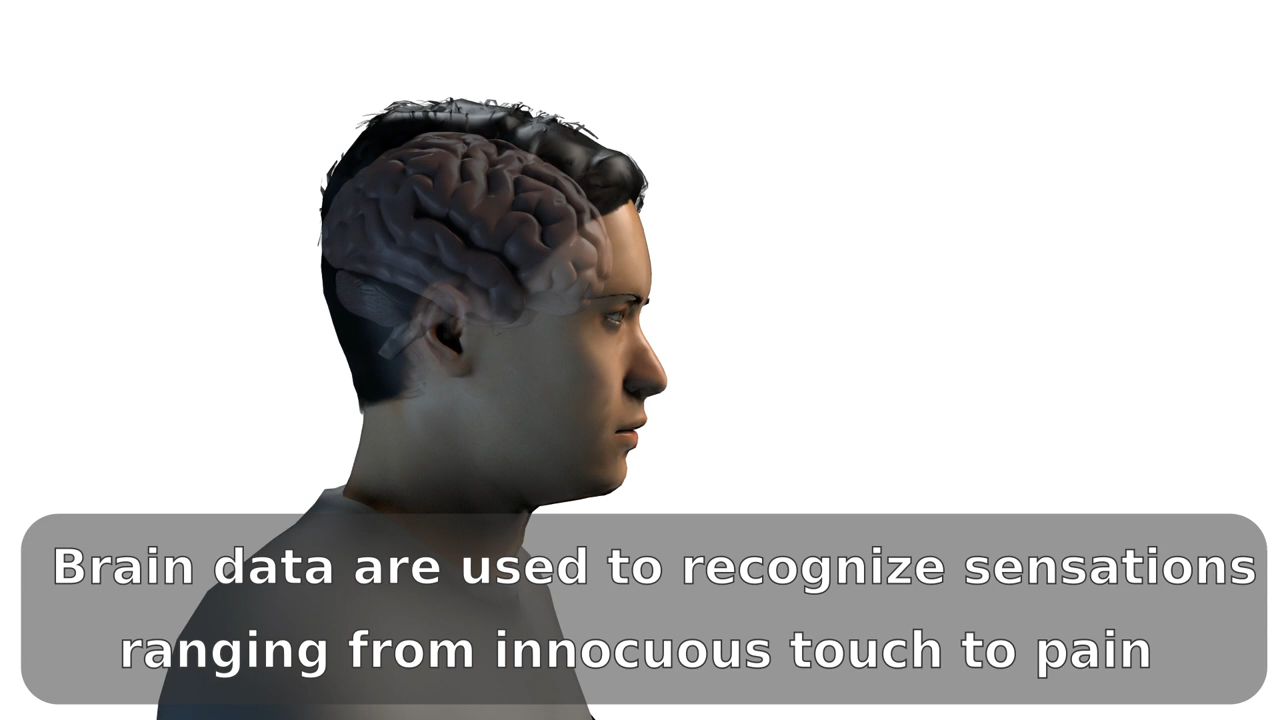 Brain data are used to recognize sensations
ranging from innocuous touch to pain